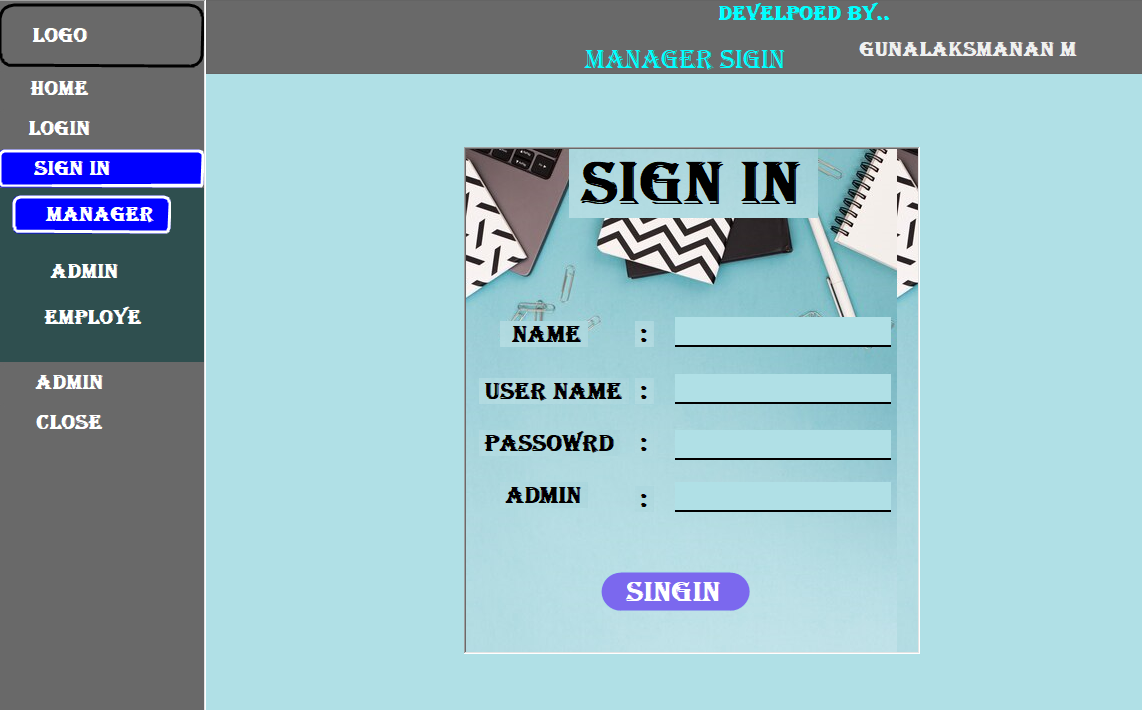 LOGO
HOME
LOGIN
SIGN IN
MANAGER
ADMIN
EMPLOYE
ADMIN
CLOSE
DEVELPOED BY..
MANAGER SIGIN
GUNALAKSMANAN M
SIGN IN
NAME :
USER NAME :
PASSOWRD :
ADMIN :
SINGIN